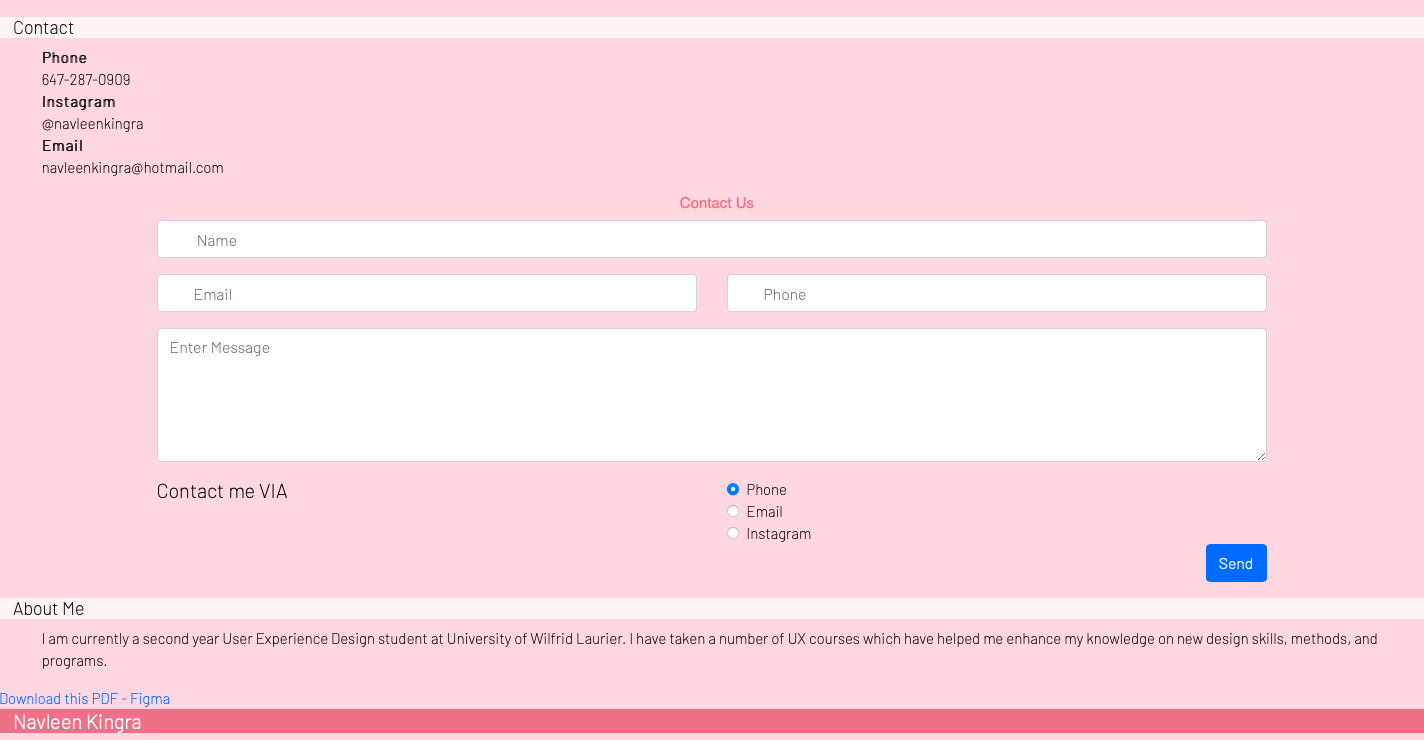 Contact
Phone
647-287-0909
Instagram
@navleenkingra
Email
navleenkingra@hotmail.com
Contact Us
Name
Email
Phone
Enter Message
Contact me VIA
Phone
Email
Instagram
Send
About Me
I am currently a second year User Experience Design student at University of Wilfrid Laurier. I have taken a number of UX courses which have helped me enhance my knowledge on new design skills, methods, and
programs.
Download this PDF - Figma
Navleen Kingra